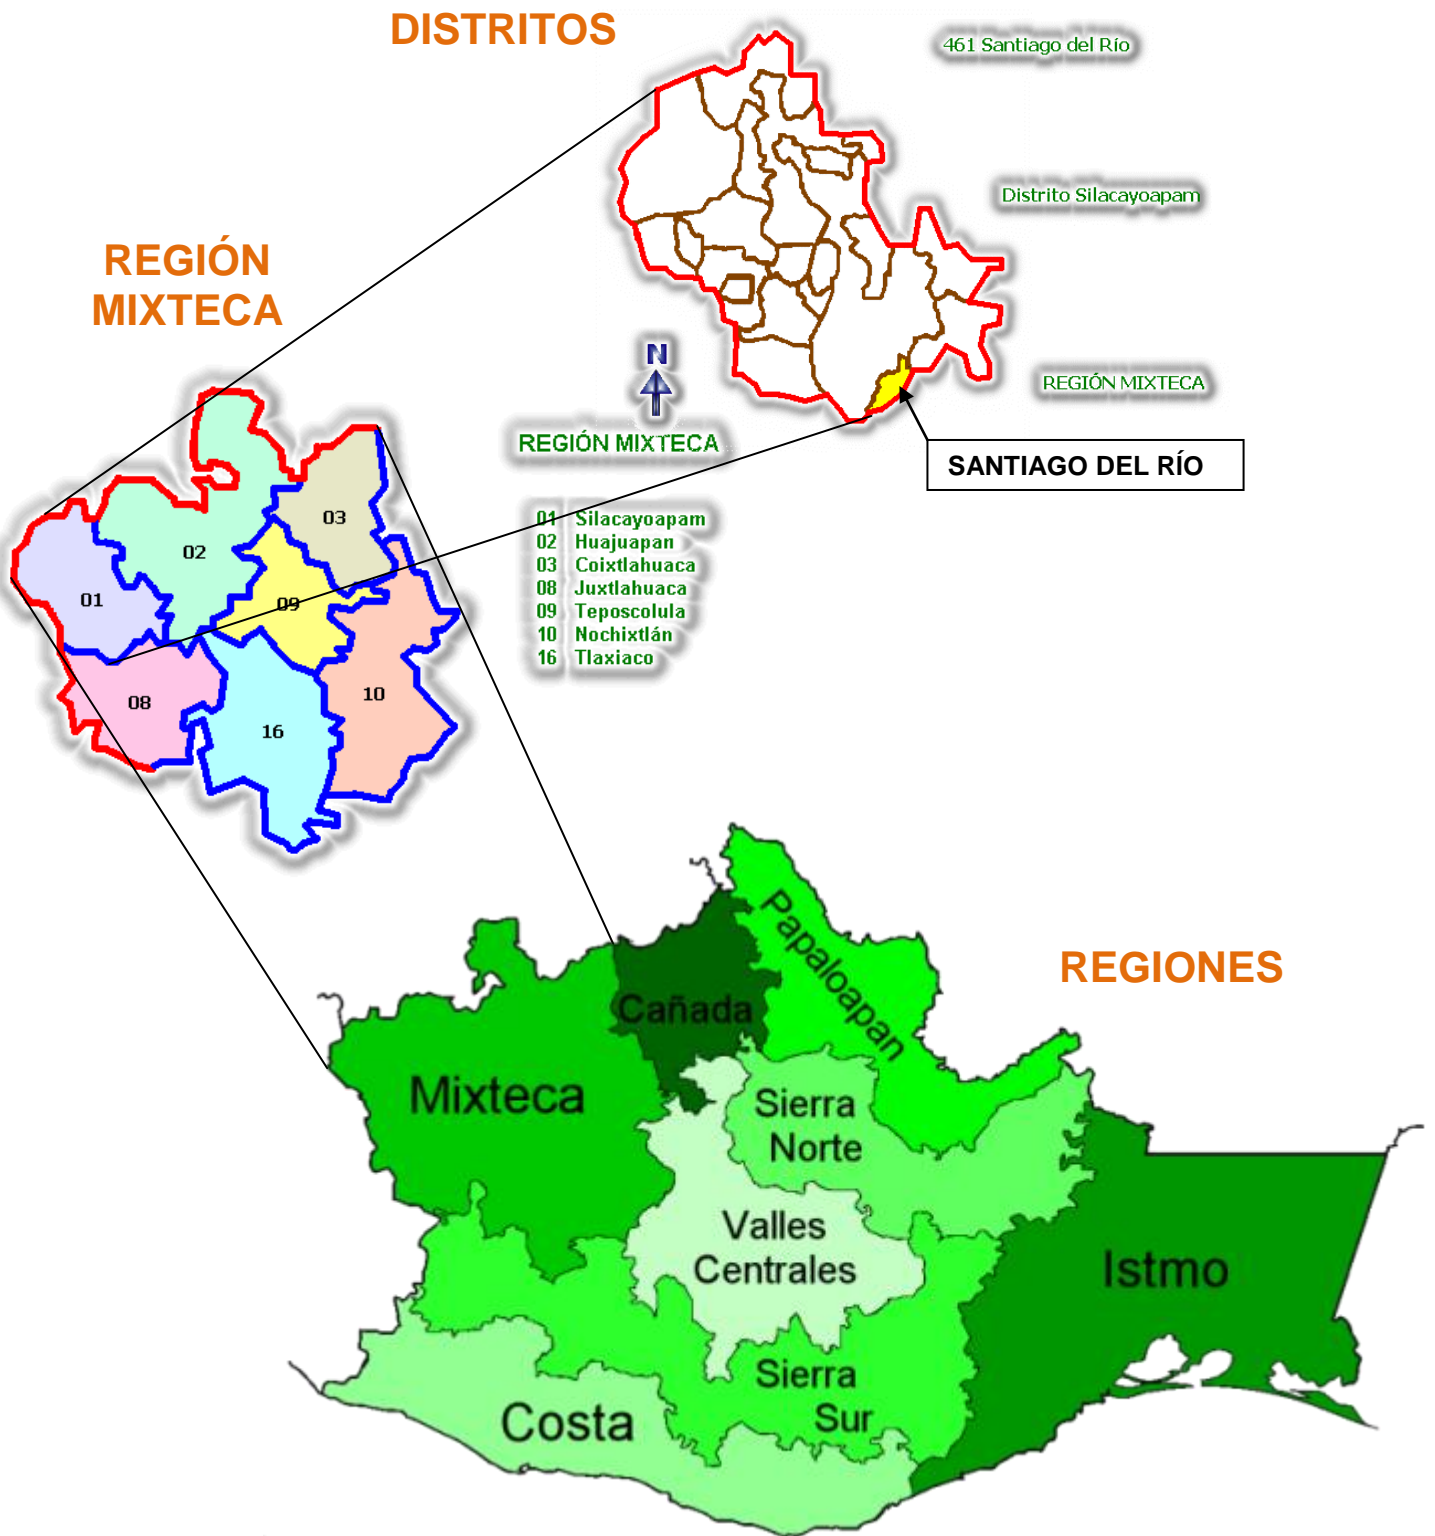 DISTRITOS
461 Santiago del Río
Distrito Silacayoapam
REGIÓN
MIXTECA
N
REGIÓN MIXTECA
REGIÓN MIXTECA
SANTIAGO DEL RÍO
01 Silacayoapam
02 Huajuapan
03 Coixtlahuaca
08 Juxtlahuaca
09 Teposcolula
10 Nochixtlán
16 Tlaxiaco
03
02
01
09
08
10
16
REGIONES
Papaloapan
Cañada
Mixteca
Sierra
Norte
Valles
Centrales
Istmo
Sierra
Sur
Costa